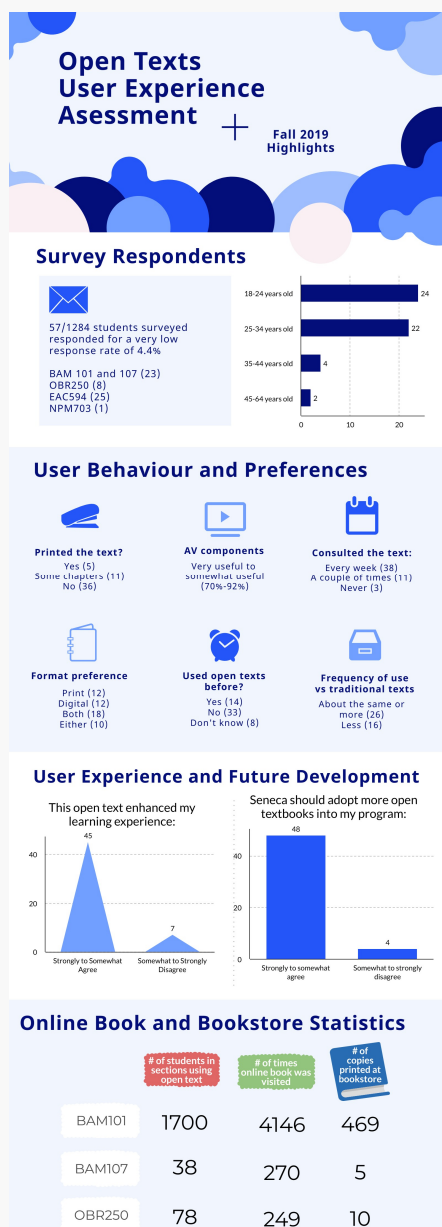 Open Texts
User Experience
Asessment
Fall 2019
Highlights
Survey Respondents
57/1284 students surveyed
responded for a very low
response rate of 4.4%
BAM 101 and 107 (23)
OBR250 (8)
EAC594 (25)
NPM703 (1)
18-24 years old
24
25-34 years old
22
35-44 years old
4
45-64 years old
2
0 10 20
User Behaviour and Preferences
Printed the text?
Yes (5)
Some chapters (11)
No (36)
AV components
Very useful to
somewhat useful
(70%-92%)
Consulted the text:
Every week (38)
A couple of times (11)
Never (3)
Format preference
Print (12)
Digital (12)
Both (18)
Either (10)
Used open texts
before?
Yes (14)
No (33)
Don't know (8)
Frequency of use
vs traditional texts
About the same or
more (26)
Less (16)
User Experience and Future Development
This open text enhanced my
learning experience:
45
40
20
7
0
Strongly to Somewhat
Agree
Somewhat to Strongly
Disagree
Seneca should adopt more open
textbooks into my program:
48
40
20
4
0
Strongly to somewhat
agree
Somewhat to strongly
disagree
Online Book and Bookstore Statistics
# of students in
sections using
open text
# of times
online book was
visited
# of
copies
printed at
bookstore
BAM101 1700 4146 469
BAM107 38 270 5
OBR250 78 249 10